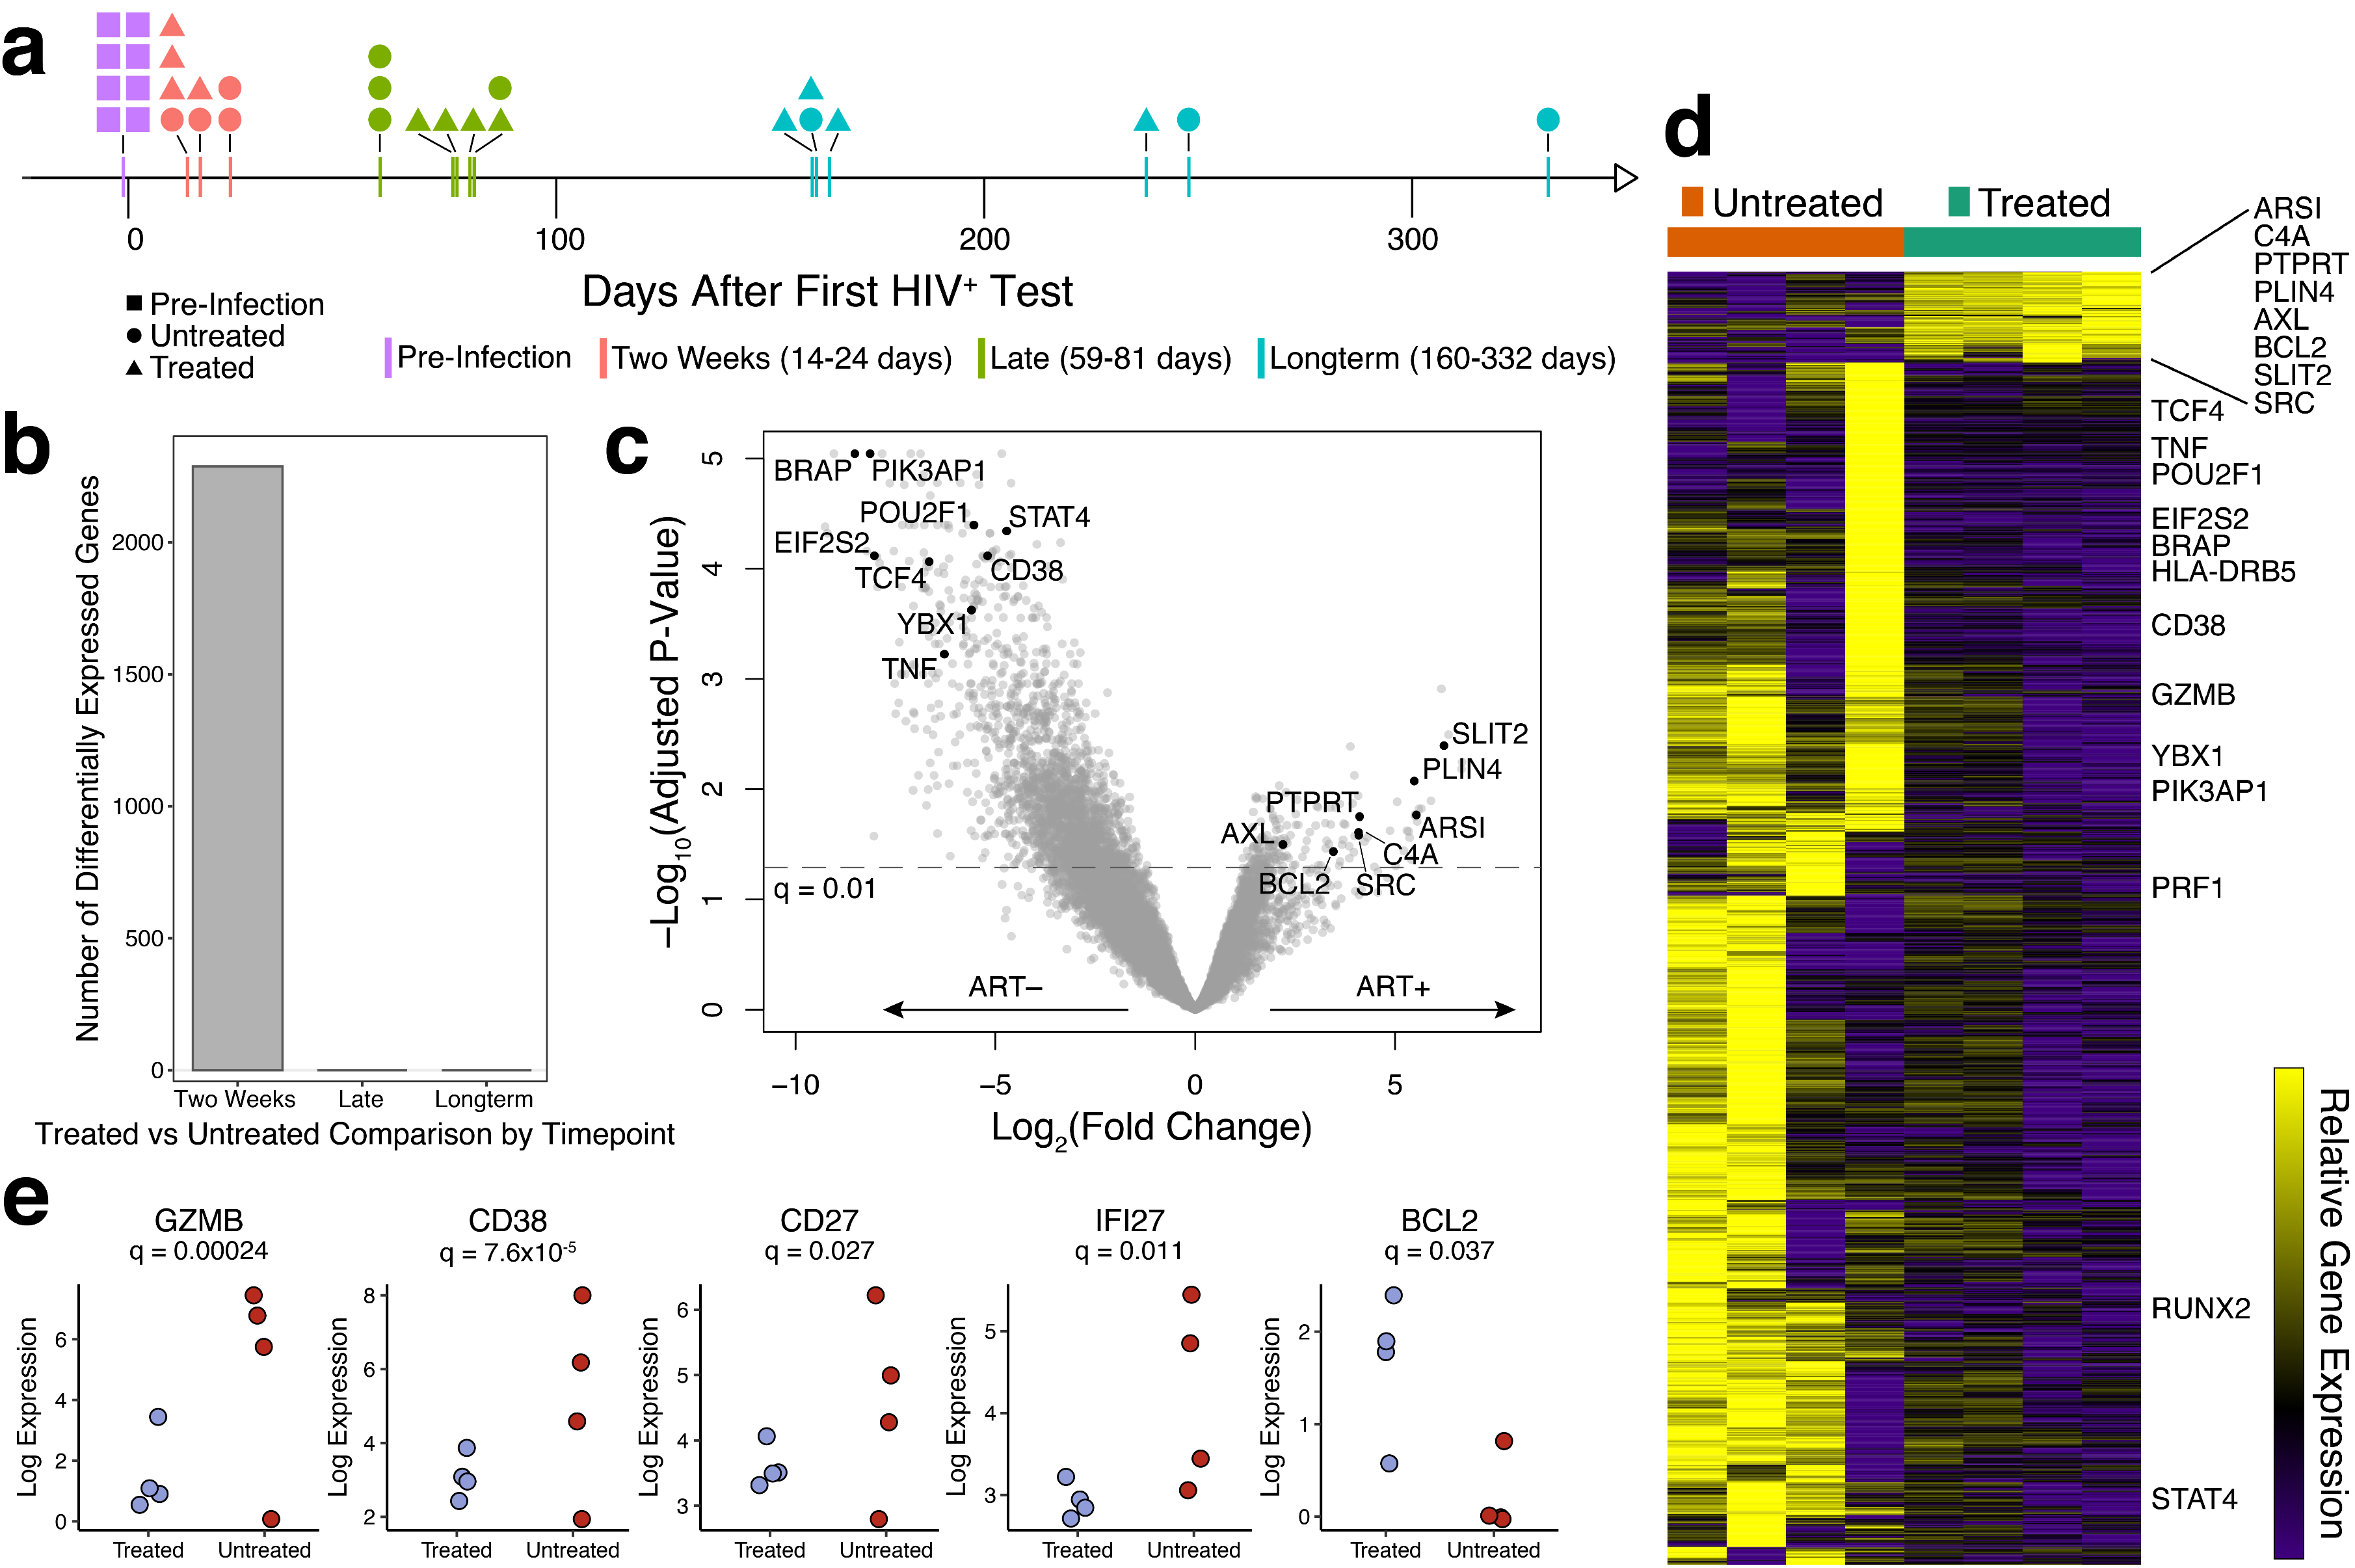 a
0
100
200
300
Days After First HIV+ Test
Pre-Infection
Untreated
Treated
Pre-Infection
Two Weeks (14-24 days)
Late (59-81 days)
Longterm (160-332 days)
b
Number of Differentially Expressed Genes
2000
1500
1000
500
0
Two Weeks
Late
Longterm
Treated vs Untreated Comparison by Timepoint
c
–Log10(Adjusted P-Value)
5
4
3
2
1
0
BRAP
PIK3AP1
POU2F1
STAT4
EIF2S2
TCF4
CD38
YBX1
TNF
SLIT2
PLIN4
PTPRT
AXL
ARSI
C4A
BCL2
SRC
q = 0.01
ART–
ART+
−10
−5
0
5
Log2(Fold Change)
d
Untreated
Treated
ARSI
C4A
PTPRT
PLIN4
AXL
BCL2
SLIT2
SRC
TCF4
TNF
POU2F1
EIF2S2
BRAP
HLA-DRB5
CD38
GZMB
YBX1
PIK3AP1
PRF1
RUNX2
STAT4
Relative Gene Expression
e
GZMB
q = 0.00024
Log Expression
6
4
2
0
Treated
Untreated
CD38
q = 7.6x10-5
Log Expression
8
6
4
2
Treated
Untreated
CD27
q = 0.027
Log Expression
6
5
4
3
Treated
Untreated
IFI27
q = 0.011
Log Expression
5
4
3
Treated
Untreated
BCL2
q = 0.037
Log Expression
2
1
0
Treated
Untreated